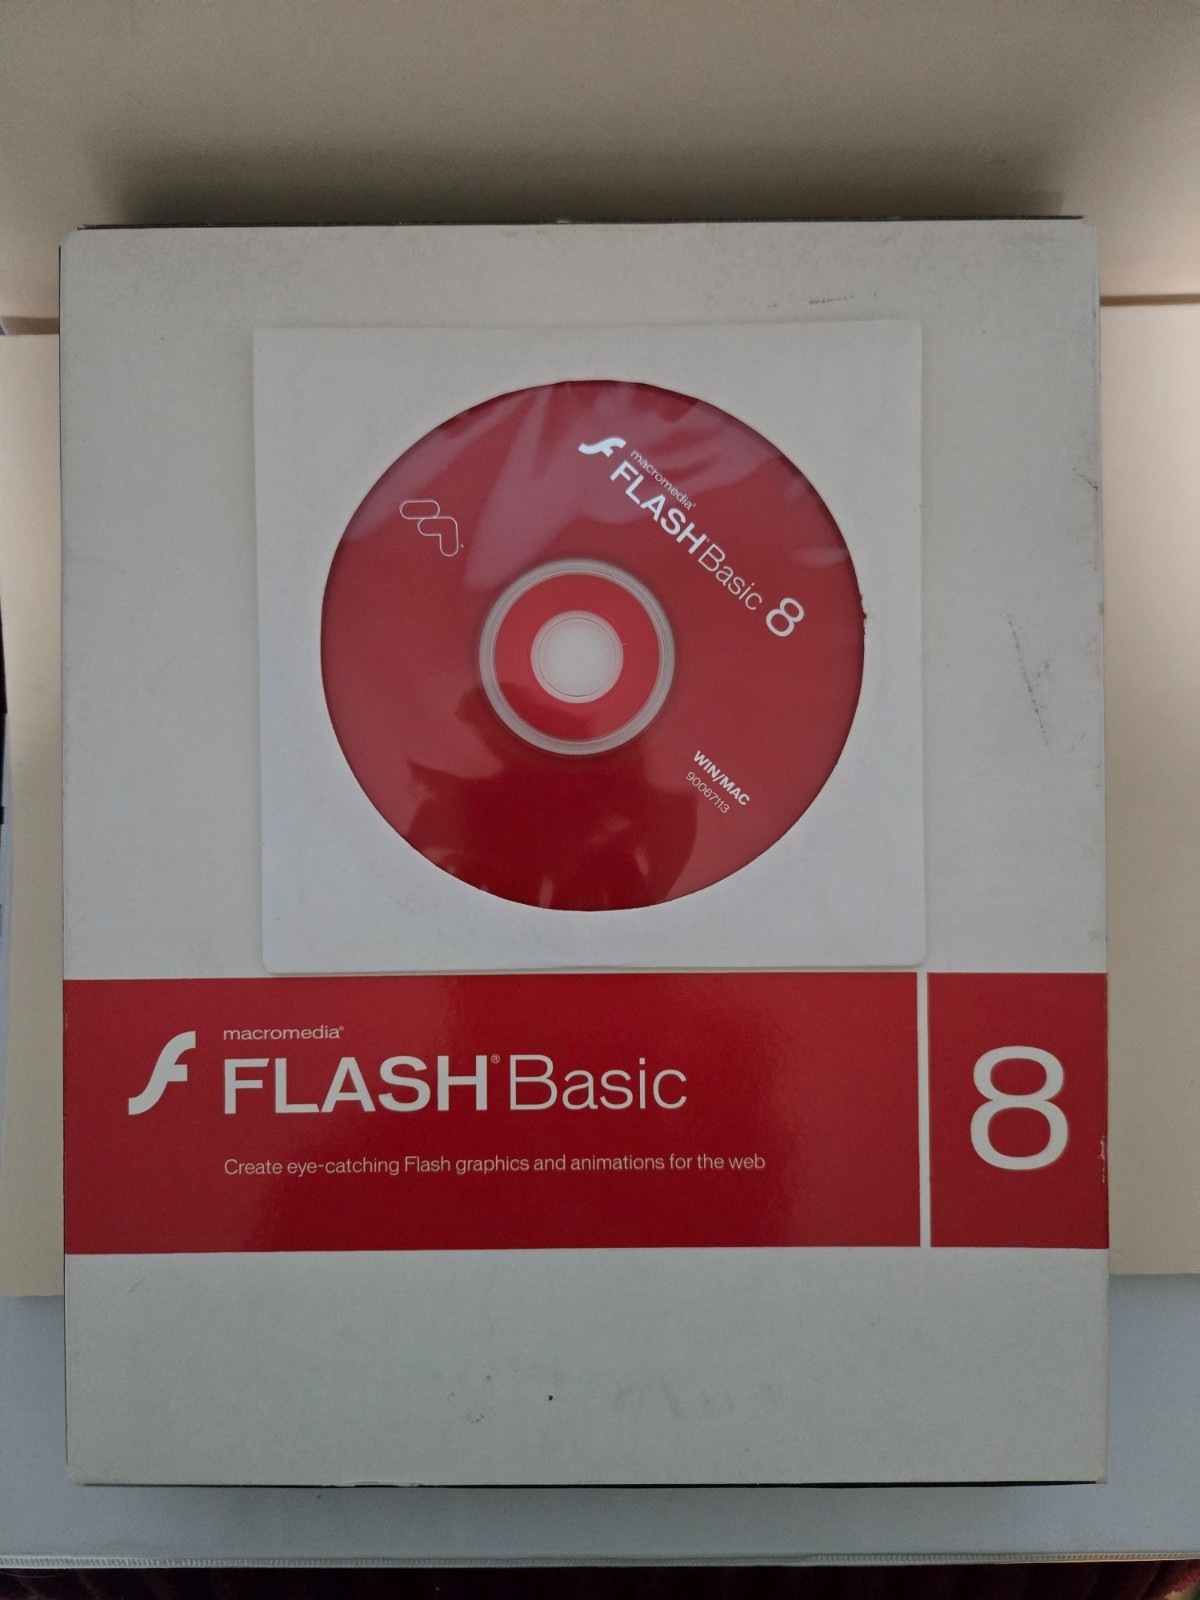 macromedia®
FLASH® Basic 8
WIN/MAC
90067113
macromedia®
FLASH® Basic
8
Create eye-catching Flash graphics and animations for the web